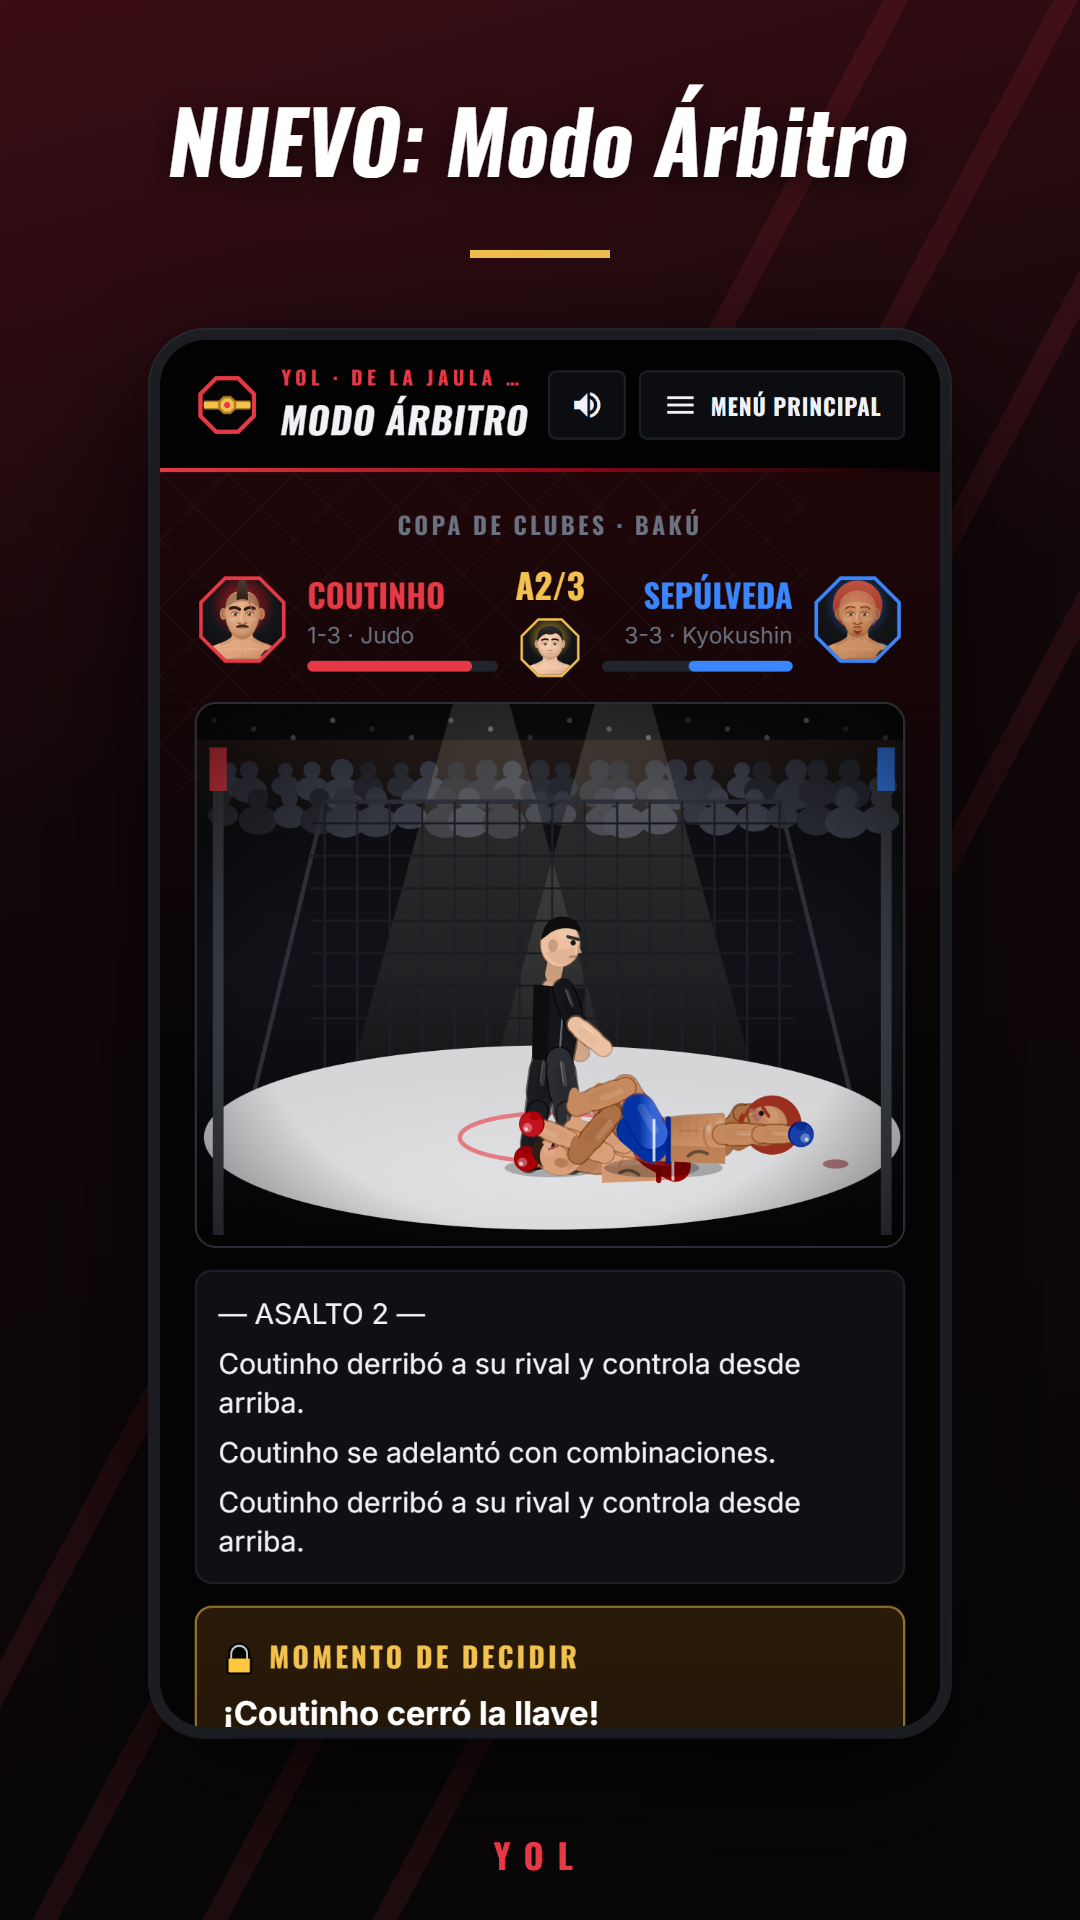 NUEVO: Modo Árbitro
YOL · DE LA JAULA …
MODO ÁRBITRO
MENÚ PRINCIPAL
COPA DE CLUBES · BAKÚ
COUTINHO
1-3 · Judo
A2/3
SEPÚLVEDA
3-3 · Kyokushin
— ASALTO 2 —
Coutinho derribó a su rival y controla desde
arriba.
Coutinho se adelantó con combinaciones.
Coutinho derribó a su rival y controla desde
arriba.
MOMENTO DE DECIDIR
¡Coutinho cerró la llave!
YOL